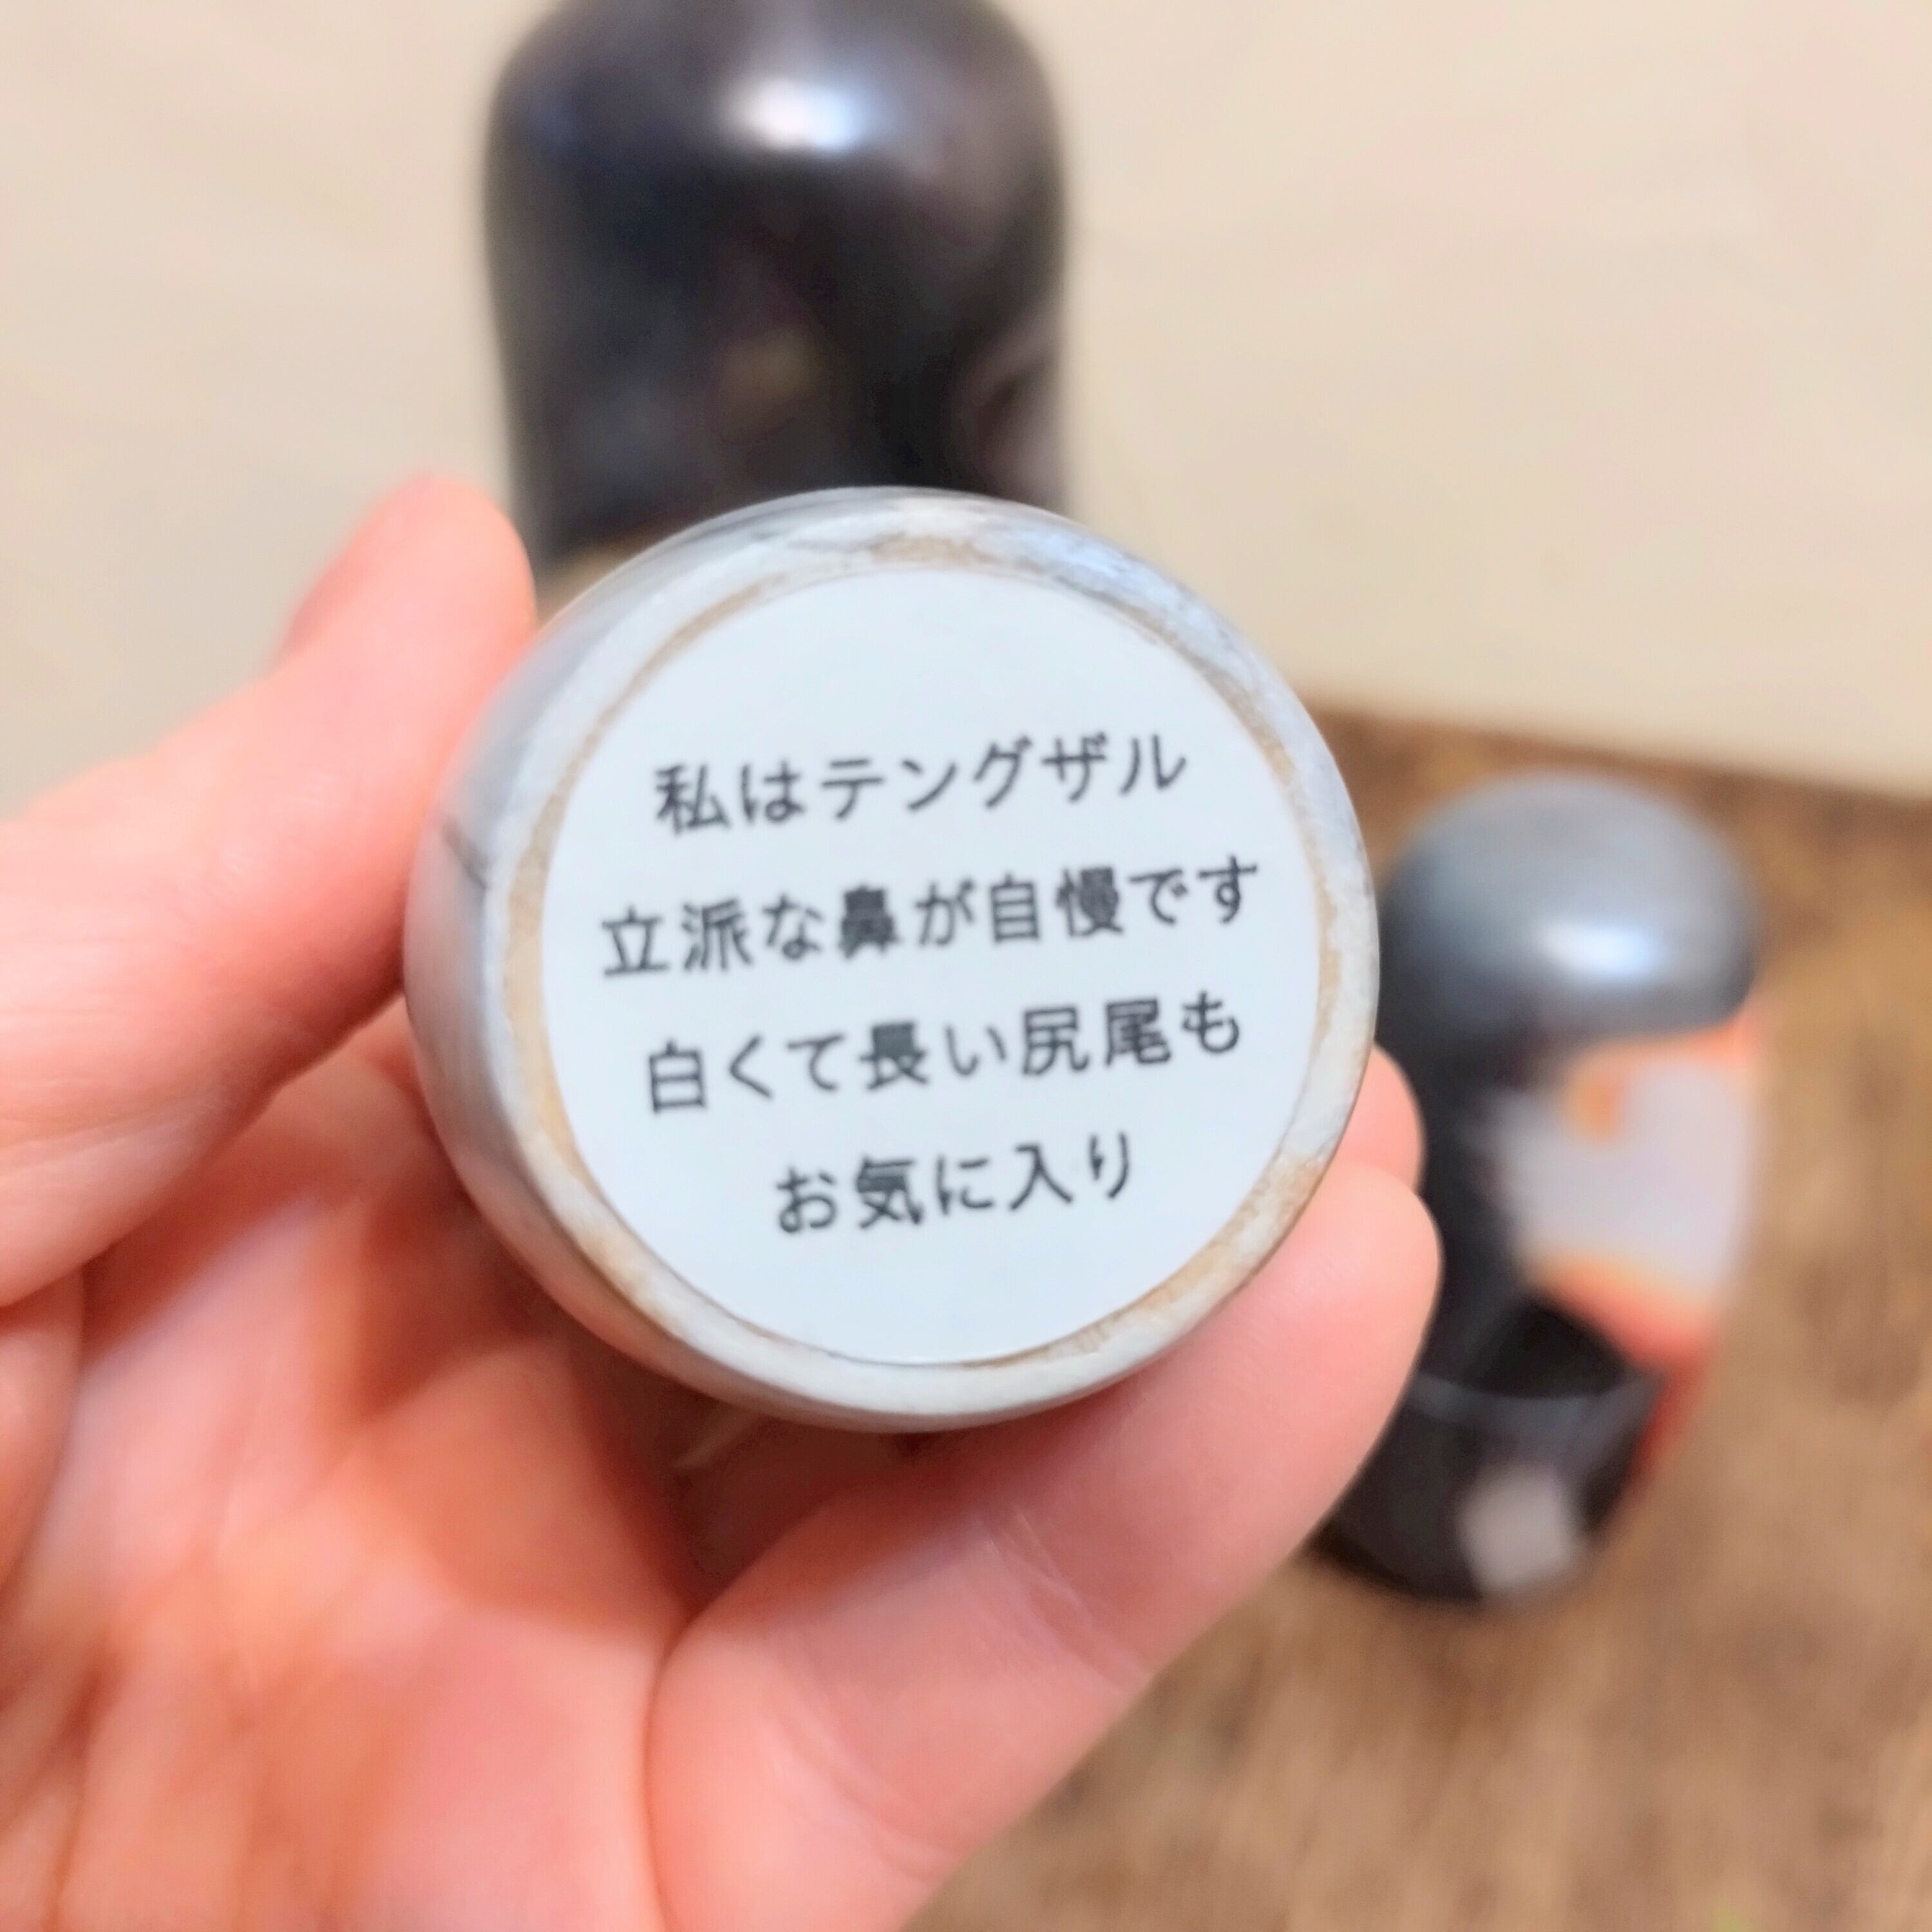 私はテングザル
立派な鼻が自慢です
白くて長い尻尾も
お気に入り